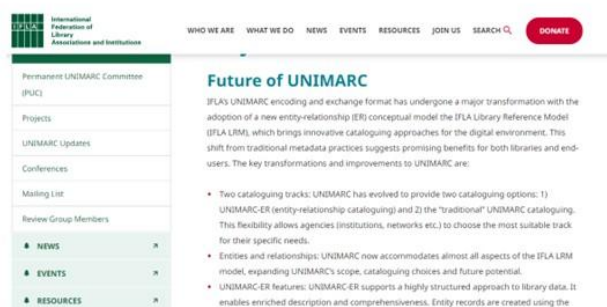 International
Federation of
Library
Associations and Institutions
IFLA
WHO WE ARE WHAT WE DO NEWS EVENTS RESOURCES JOIN US SEARCH DONATE
Permanent UNIMARC Committee
(PUC)
Projects
UNIMARC Updates
Conferences
Mailing List
Review Group Members
NEWS
EVENTS
RESOURCES
Future of UNIMARC
IFLA's UNIMARC encoding and exchange format has undergone a major transformation with the
adoption of a new entity-relationship (ER) conceptual model the IFLA Library Reference Model
(IFLA LRM), which brings innovative cataloguing approaches for the digital environment. This
shift from traditional metadata practices suggests promising benefits for both libraries and end-
users. The key transformations and improvements to UNIMARC are:
• Two cataloguing tracks: UNIMARC has evolved to provide two cataloguing options: 1)
UNIMARC-ER (entity-relationship cataloguing) and 2) the "traditional" UNIMARC cataloguing.
This flexibility allows agencies (institutions, networks etc.) to choose the most suitable track
for their specific needs.
• Entities and relationships: UNIMARC now accommodates almost all aspects of the IFLA LRM
model, expanding UNIMARC's scope, cataloguing choices and future potential.
• UNIMARC-ER features: UNIMARC-ER supports a highly structured approach to library data. It
enables enriched description and comprehensiveness. Entity records are created using the